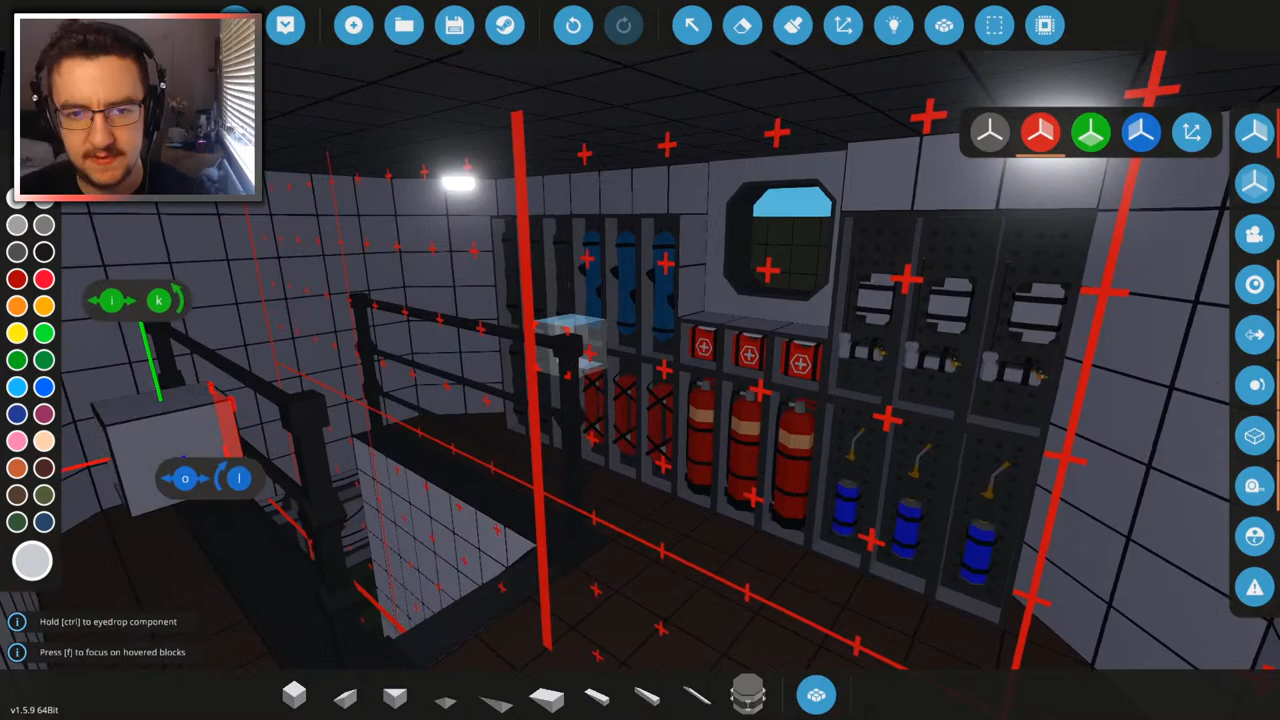 i
k
o
l
Hold [ctrl] to eyedrop component
Press [f] to focus on hovered blocks
v1.5.9 64Bit